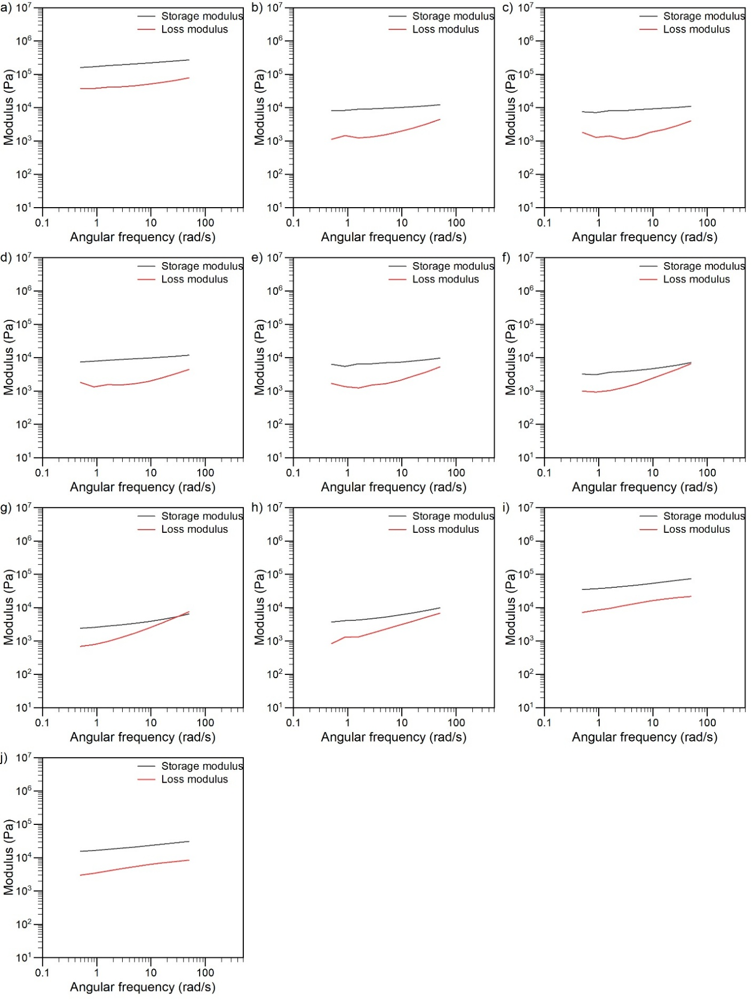 a)
Storage modulus
Loss modulus
10⁷
10⁶
10⁵
10⁴
10³
10²
10¹
Modulus (Pa)
0.1 1 10 100
Angular frequency (rad/s)
b)
Storage modulus
Loss modulus
10⁷
10⁶
10⁵
10⁴
10³
10²
10¹
Modulus (Pa)
0.1 1 10 100
Angular frequency (rad/s)
c)
Storage modulus
Loss modulus
10⁷
10⁶
10⁵
10⁴
10³
10²
10¹
Modulus (Pa)
0.1 1 10 100
Angular frequency (rad/s)
d)
Storage modulus
Loss modulus
10⁷
10⁶
10⁵
10⁴
10³
10²
10¹
Modulus (Pa)
0.1 1 10 100
Angular frequency (rad/s)
e)
Storage modulus
Loss modulus
10⁷
10⁶
10⁵
10⁴
10³
10²
10¹
Modulus (Pa)
0.1 1 10 100
Angular frequency (rad/s)
f)
Storage modulus
Loss modulus
10⁷
10⁶
10⁵
10⁴
10³
10²
10¹
Modulus (Pa)
0.1 1 10 100
Angular frequency (rad/s)
g)
Storage modulus
Loss modulus
10⁷
10⁶
10⁵
10⁴
10³
10²
10¹
Modulus (Pa)
0.1 1 10 100
Angular frequency (rad/s)
h)
Storage modulus
Loss modulus
10⁷
10⁶
10⁵
10⁴
10³
10²
10¹
Modulus (Pa)
0.1 1 10 100
Angular frequency (rad/s)
i)
Storage modulus
Loss modulus
10⁷
10⁶
10⁵
10⁴
10³
10²
10¹
Modulus (Pa)
0.1 1 10 100
Angular frequency (rad/s)
j)
Storage modulus
Loss modulus
10⁷
10⁶
10⁵
10⁴
10³
10²
10¹
Modulus (Pa)
0.1 1 10 100
Angular frequency (rad/s)